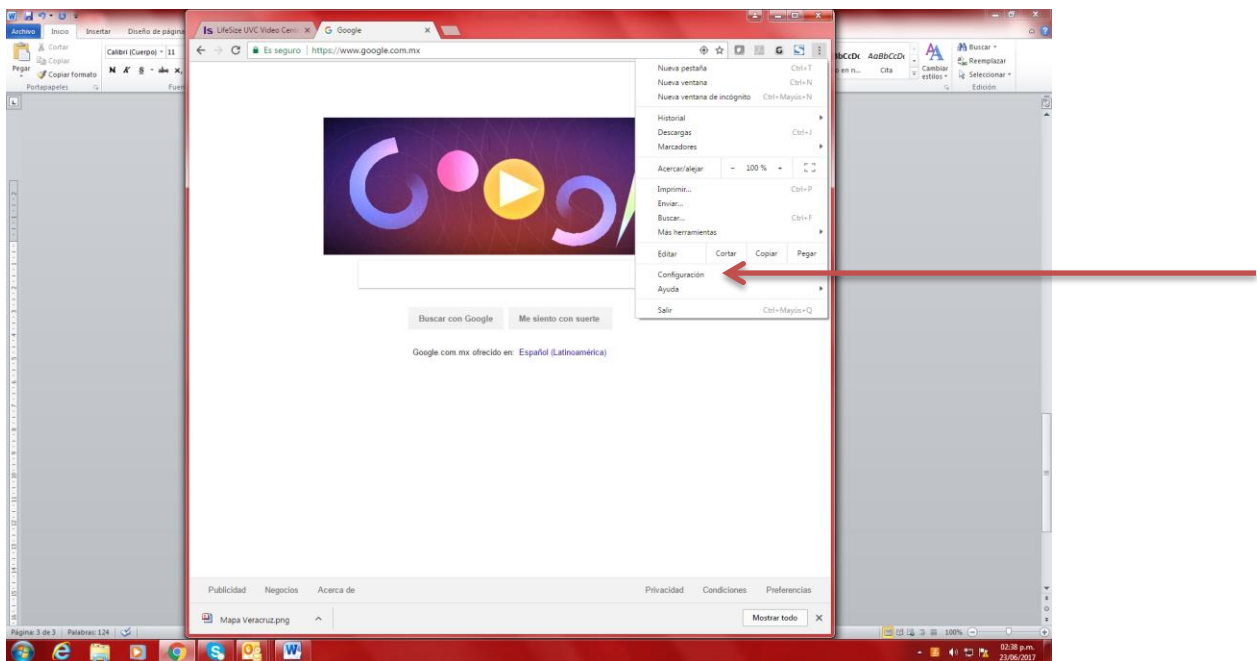 Archivo Inicio Insertar Diseño de página
Cortar
Copiar
Copiar formato
Pegar
Portapapeles
Calibri (Cuerpo) 11
N K S abc x,
Fuen
LifeSize UVC Video Cent
Google
Es seguro https://www.google.com.mx
AaBbCcDc
Cita
Cambiar estilos
Buscar
Reemplazar
Seleccionar
Edición
Nueva pestaña Ctrl+T
Nueva ventana Ctrl+N
Nueva ventana de incógnito Ctrl+Mayús+N
Historial
Descargas Ctrl+J
Marcadores
Acercar/alejar - 100 % +
Imprimir... Ctrl+P
Enviar...
Buscar... Ctrl+F
Más herramientas
Editar Cortar Copiar Pegar
Configuración
Ayuda
Salir Ctrl+Mayús+Q
Buscar con Google Me siento con suerte
Google.com.mx ofrecido en: Español (Latinoamérica)
Publicidad Negocios Acerca de Privacidad Condiciones Preferencias
Mapa Veracruz.png Mostrar todo
Página: 3 de 3 Palabras: 124 100%
02:38 p.m.
23/06/2017